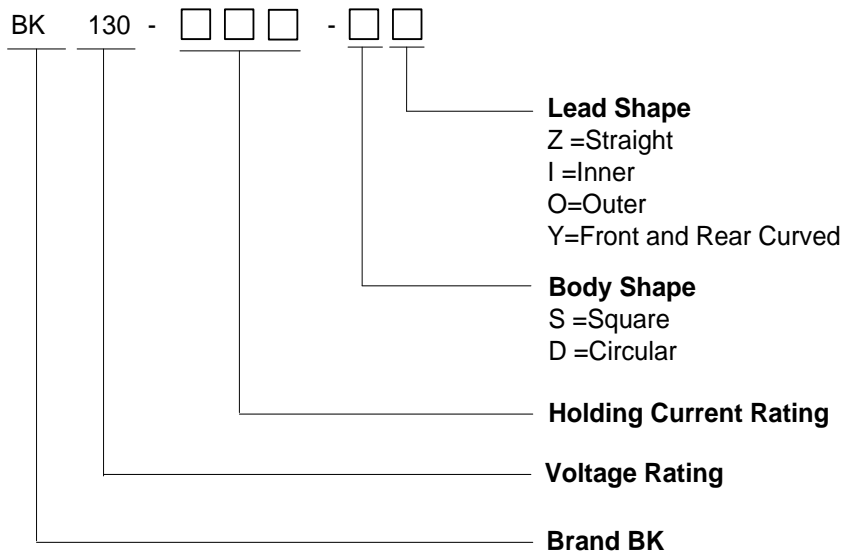 BK 130 - □□□ - □□
Lead Shape
Z =Straight
I =Inner
O=Outer
Y=Front and Rear Curved
Body Shape
S =Square
D =Circular
Holding Current Rating
Voltage Rating
Brand BK